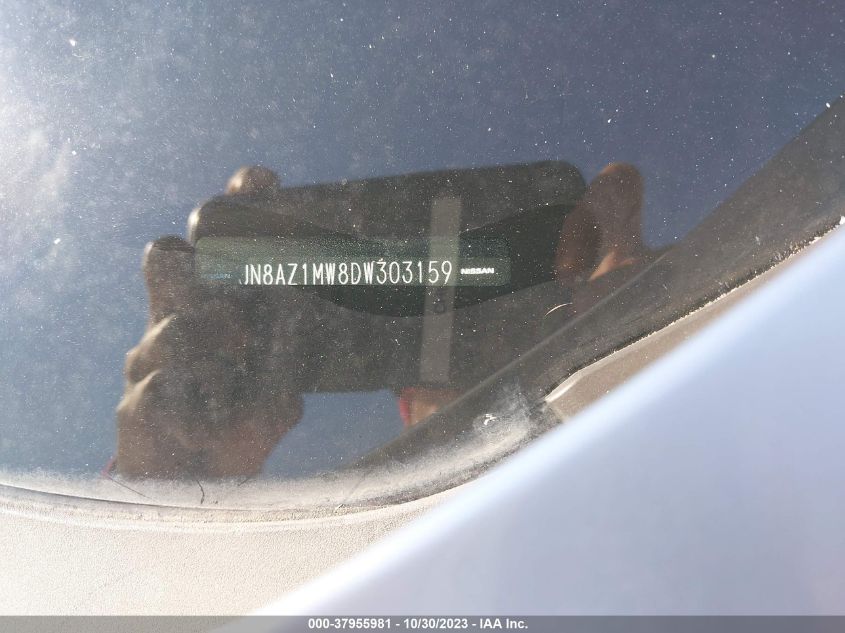 JN8AZ1MW8DW303159 NISSAN
000-37955981 - 10/30/2023 - IAA Inc.